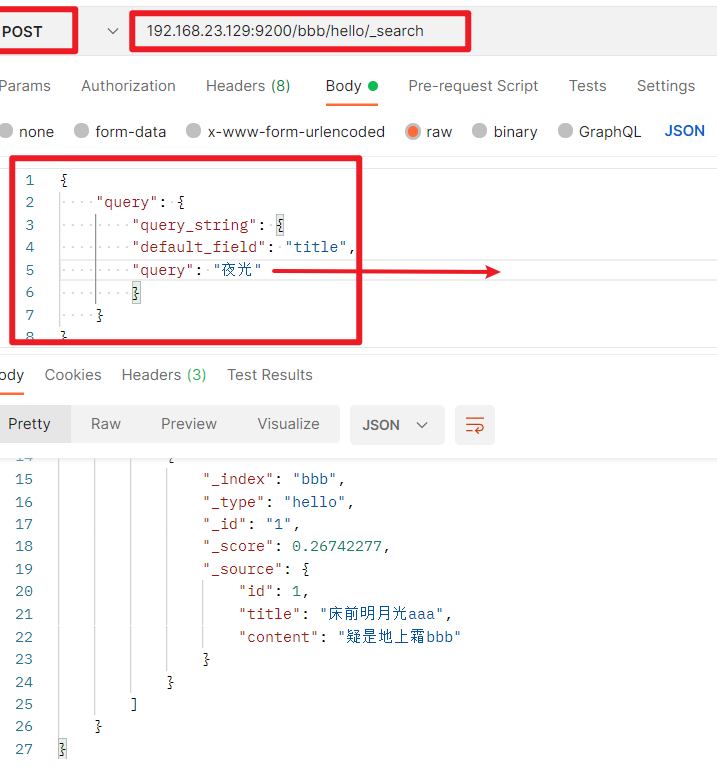 POST 192.168.23.129:9200/bbb/hello/_search
Params Authorization Headers (8) Body Pre-request Script Tests Settings
none form-data x-www-form-urlencoded raw binary GraphQL JSON
1 {
2 "query": {
3 "query_string": {
4 "default_field": "title",
5 "query": "夜光"
6 }
7 }
8 }
ody Cookies Headers (3) Test Results
Pretty Raw Preview Visualize JSON
14 {
15 "_index": "bbb",
16 "_type": "hello",
17 "_id": "1",
18 "_score": 0.26742277,
19 "_source": {
20 "id": 1,
21 "title": "床前明月光aaa",
22 "content": "疑是地上霜bbb"
23 }
24 }
25 ]
26 }
27 }